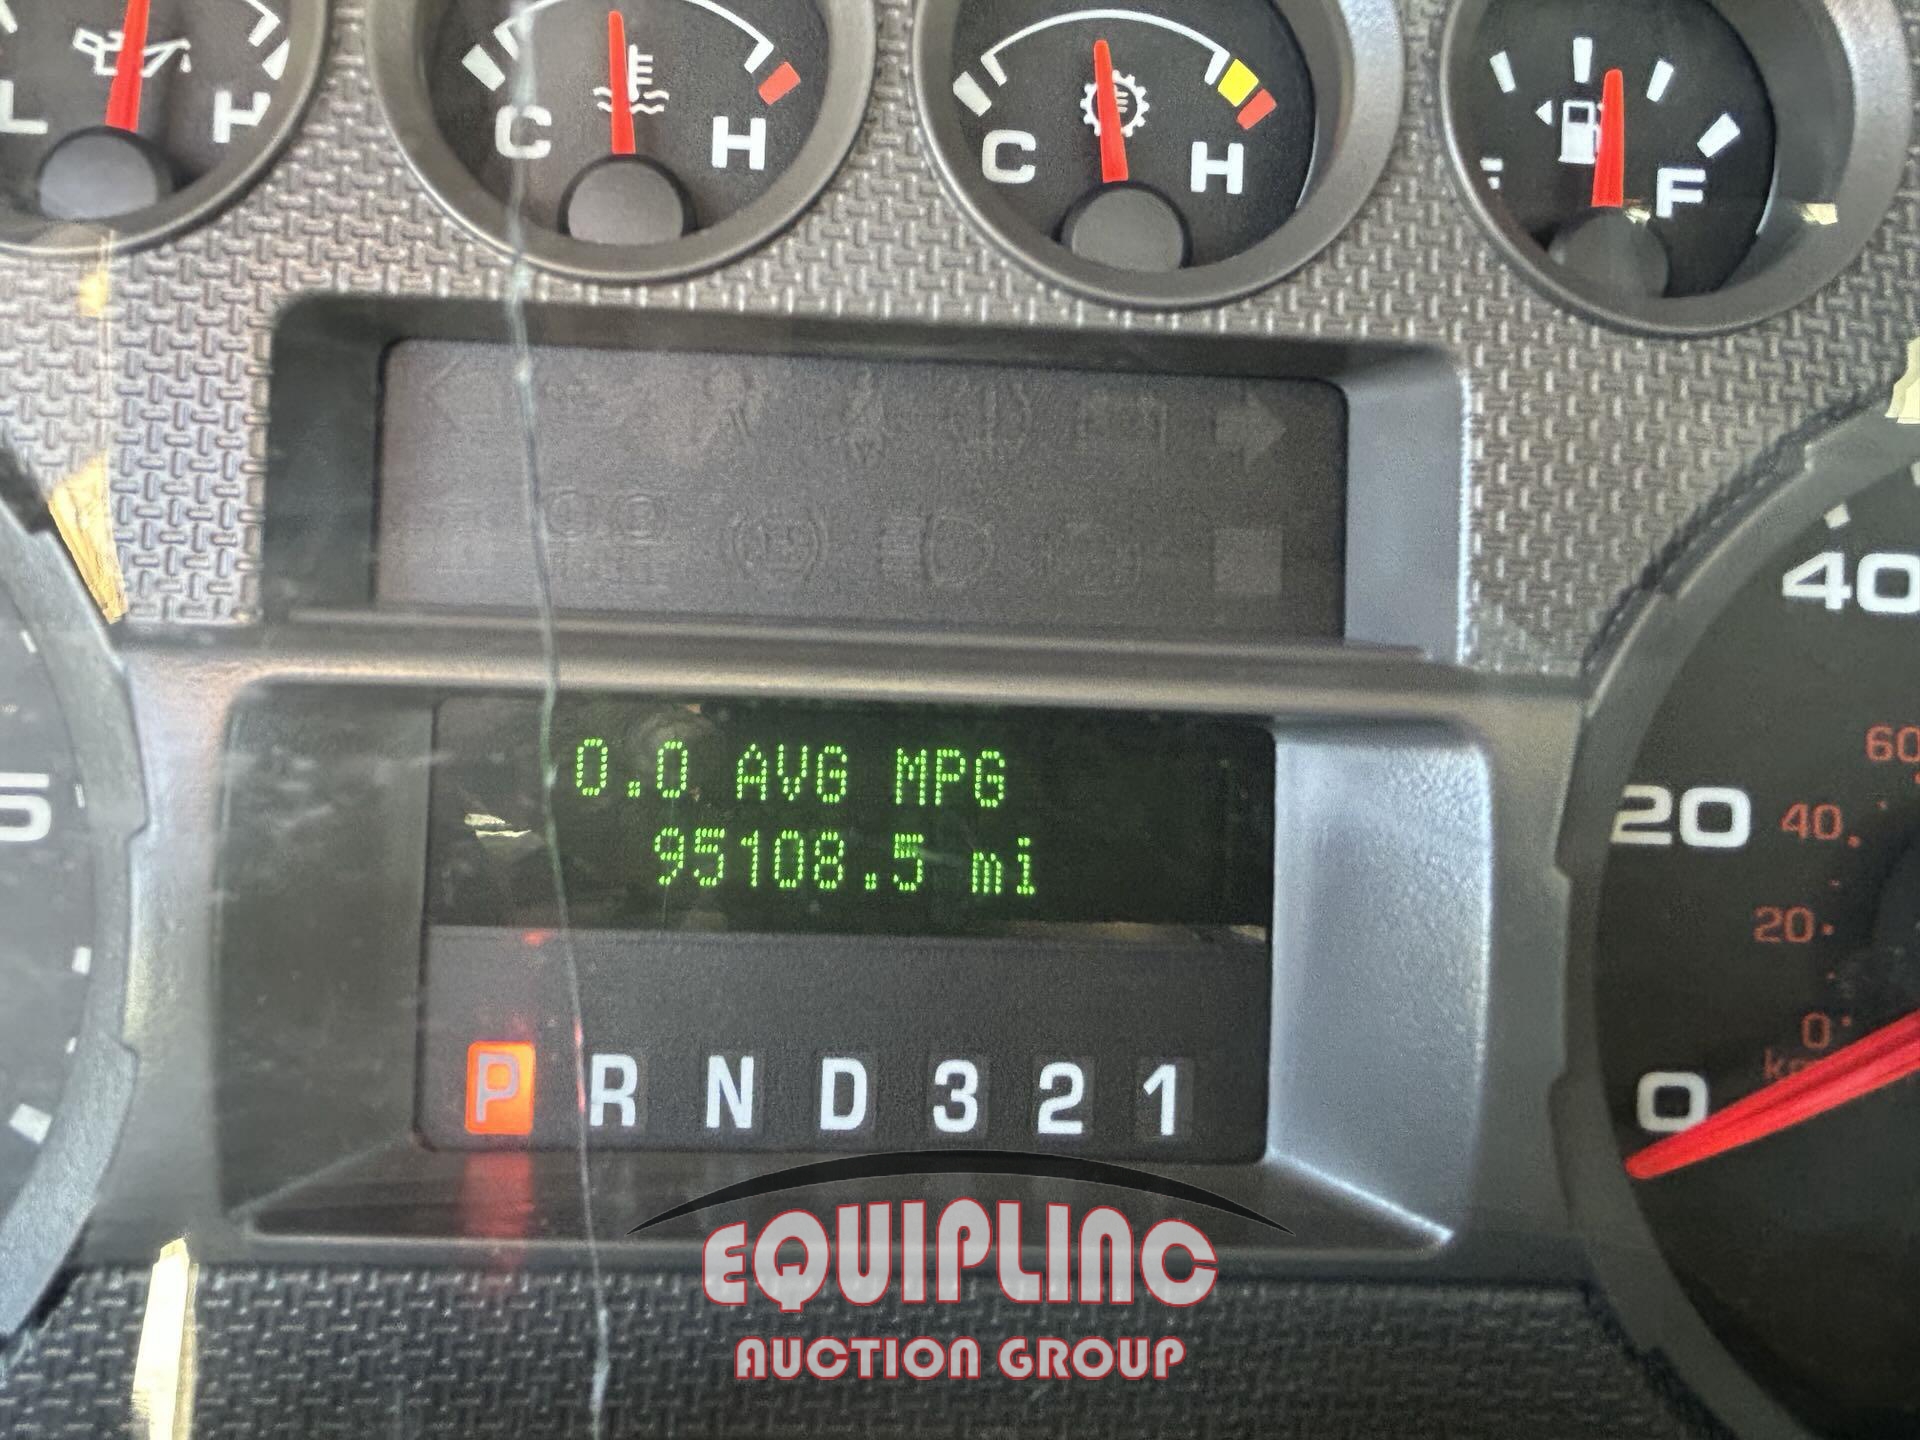 L H
C H
C H
F
40
60
5
20
40
20
0
0
0.0 AVG MPG
95108.5 mi
P R N D 3 2 1
EQUIPLINC
AUCTION GROUP